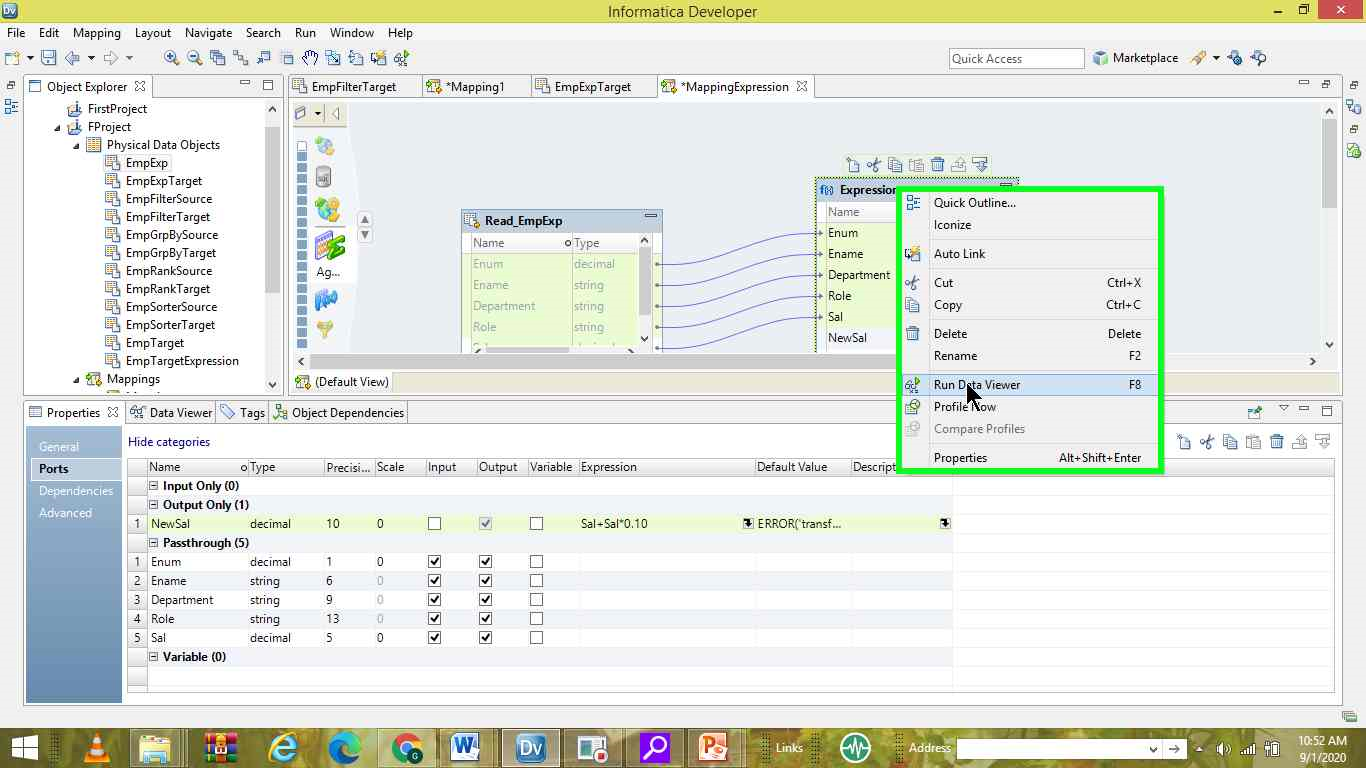 Informatica Developer
File Edit Mapping Layout Navigate Search Run Window Help
Quick Access Marketplace
Object Explorer
FirstProject
FProject
Physical Data Objects
EmpExp
EmpExpTarget
EmpFilterSource
EmpFilterTarget
EmpGrpBySource
EmpGrpByTarget
EmpRankSource
EmpRankTarget
EmpSorterSource
EmpSorterTarget
EmpTarget
EmpTargetExpression
Mappings
EmpFilterTarget *Mapping1 EmpExpTarget *MappingExpression
Ag...
Read_EmpExp
Name Type
Enum decimal
Ename string
Department string
Role string
Expression
Name
Enum
Ename
Department
Role
Sal
NewSal
Quick Outline...
Iconize
Auto Link
Cut Ctrl+X
Copy Ctrl+C
Delete Delete
Rename F2
Run Data Viewer F8
Profile Now
Compare Profiles
Properties Alt+Shift+Enter
(Default View)
Properties Data Viewer Tags Object Dependencies
General
Ports
Dependencies
Advanced
Hide categories
Name Type Precisi... Scale Input Output Variable Expression Default Value Descript
Input Only (0)
Output Only (1)
1 NewSal decimal 10 0 Sal+Sal*0.10 ERROR('transf...
Passthrough (5)
1 Enum decimal 1 0
2 Ename string 6 0
3 Department string 9 0
4 Role string 13 0
5 Sal decimal 5 0
Variable (0)
Dv
Links Address
10:52 AM
9/1/2020